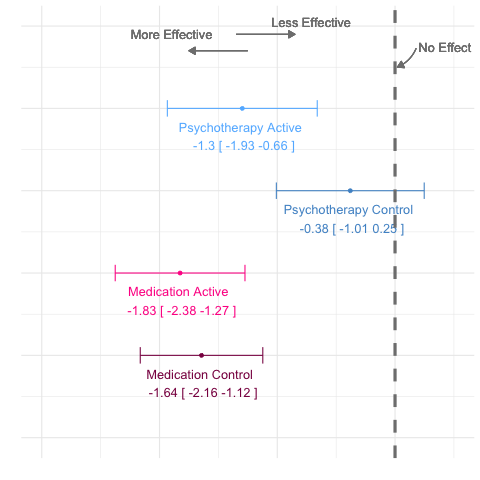 Less Effective
More Effective
No Effect
Psychotherapy Active
-1.3 [ -1.93 -0.66 ]
Psychotherapy Control
-0.38 [ -1.01 0.25 ]
Medication Active
-1.83 [ -2.38 -1.27 ]
Medication Control
-1.64 [ -2.16 -1.12 ]